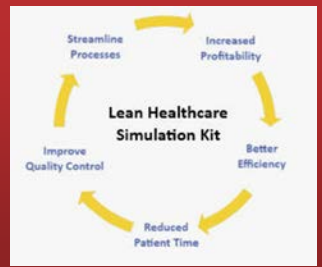 Streamline
Processes
Increased
Profitability
Lean Healthcare
Simulation Kit
Improve
Quality Control
Better
Efficiency
Reduced
Patient Time